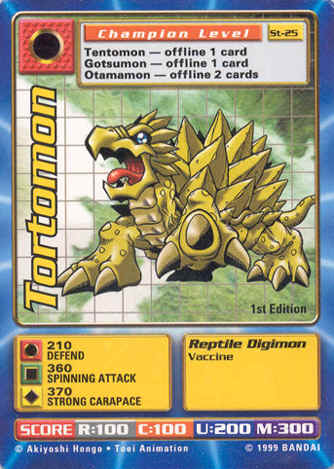 Champion Level
St-25
Tentomon — offline 1 card
Gotsumon — offline 1 card
Otamamon — offline 2 cards
Tortomon
1st Edition
210
DEFEND
360
SPINNING ATTACK
370
STRONG CARAPACE
Reptile Digimon
Vaccine
SCORE R:100 C:100 U:200 M:300
© Akiyoshi Hongo • Toei Animation © 1999 BANDAI